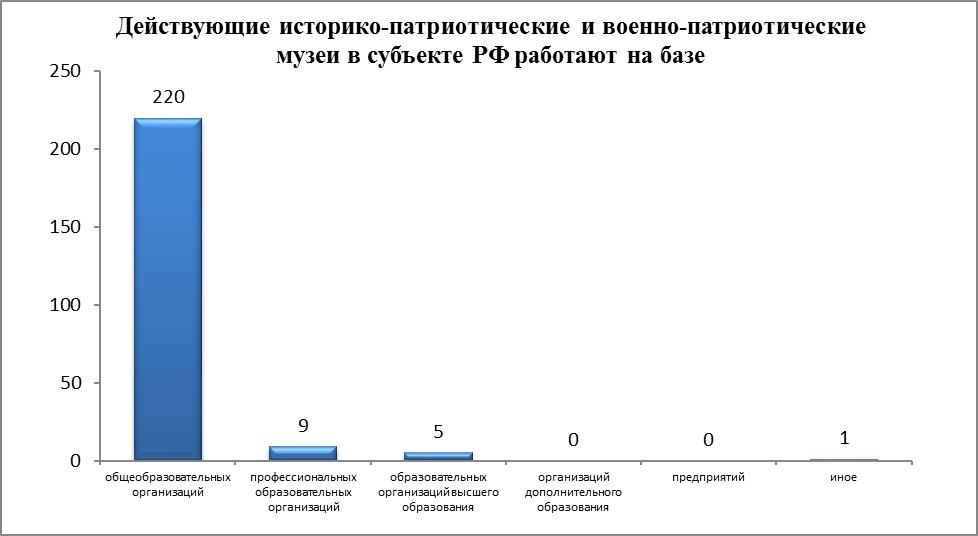 Действующие историко-патриотические и военно-патриотические
музеи в субъекте РФ работают на базе
250
200
150
100
50
0
220
9
5
0
0
1
общеобразовательных
организаций
профессиональных
образовательных
организаций
образовательных
организаций высшего
образования
организаций
дополнительного
образования
предприятий
иное